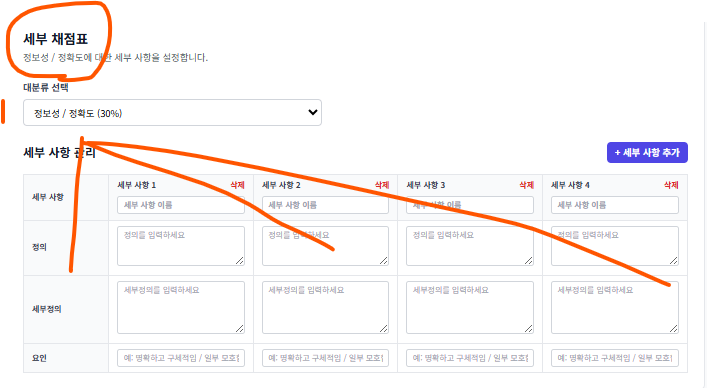 세부 채점표
정보성 / 정확도에 대한 세부 사항을 설정합니다.
대분류 선택
정보성 / 정확도 (30%)
세부 사항 관리
+ 세부 사항 추가
세부 사항
세부 사항 1 삭제
세부 사항 2 삭제
세부 사항 3 삭제
세부 사항 4 삭제
세부 사항 이름
세부 사항 이름
세부 사항 이름
세부 사항 이름
정의
정의를 입력하세요
정의를 입력하세요
정의를 입력하세요
정의를 입력하세요
세부정의
세부정의를 입력하세요
세부정의를 입력하세요
세부정의를 입력하세요
세부정의를 입력하세요
요인
예: 명확하고 구체적임 / 일부 모호함
예: 명확하고 구체적임 / 일부 모호함
예: 명확하고 구체적임 / 일부 모호함
예: 명확하고 구체적임 / 일부 모호함